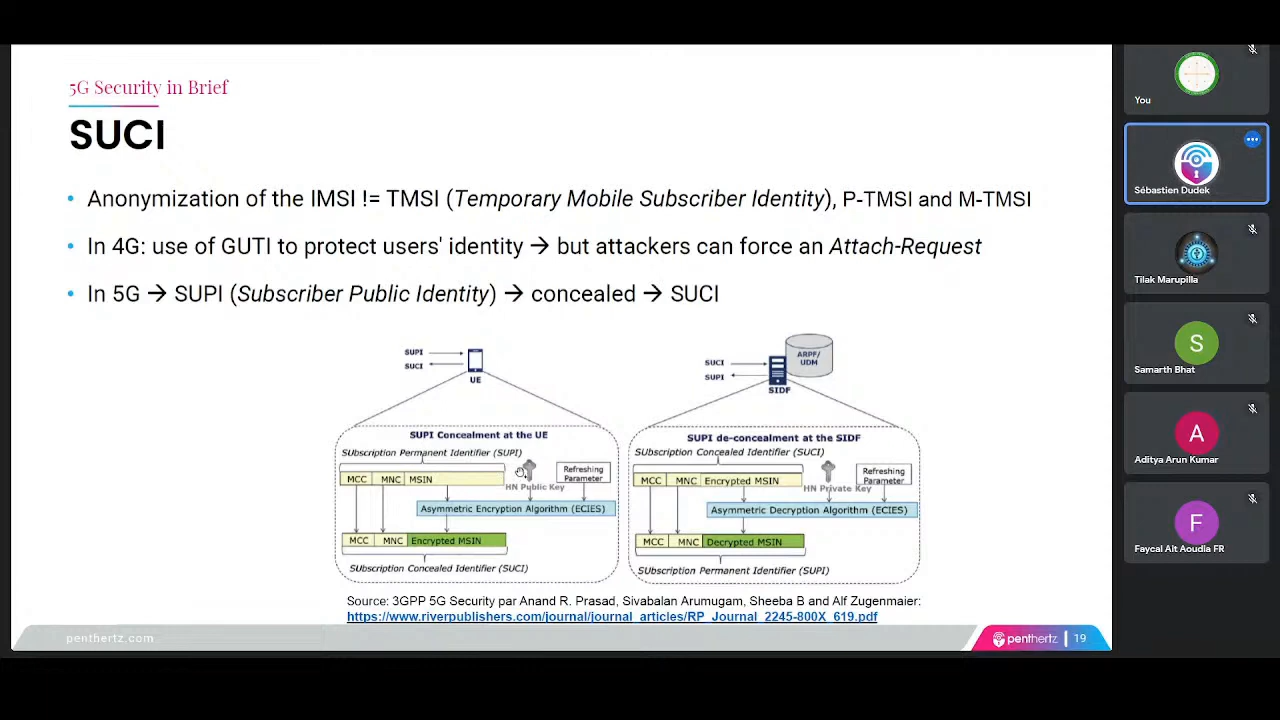 5G Security in Brief
SUCI
• Anonymization of the IMSI != TMSI (Temporary Mobile Subscriber Identity), P-TMSI and M-TMSI
• In 4G: use of GUTI to protect users' identity → but attackers can force an Attach-Request
• In 5G → SUPI (Subscriber Public Identity) → concealed → SUCI
SUPI
SUCI
UE
SUPI Concealment at the UE
SUbscription Permanent Identifier (SUPI)
MCC MNC MSIN
HN Public Key
Refreshing
Parameter
Asymmetric Encryption Algorithm (ECIES)
MCC MNC Encrypted MSIN
SUbscription Concealed Identifier (SUCI)
SUCI
SUPI
ARPF/
UDM
SIDF
SUPI de-concealment at the SIDF
SUbscription Concealed Identifier (SUCI)
MCC MNC Encrypted MSIN
HN Private Key
Refreshing
Parameter
Asymmetric Decryption Algorithm (ECIES)
MCC MNC Decrypted MSIN
SUbscription Permanent Identifier (SUPI)
Source: 3GPP 5G Security par Anand R. Prasad, Sivabalan Arumugam, Sheeba B and Alf Zugenmaier:
https://www.riverpublishers.com/journal/journal_articles/RP_Journal_2245-800X_619.pdf
penthertz.com
penthertz 19
You
Sébastien Dudek
Tilak Marupilla
S
Samarth Bhat
A
Aditya Arun Kumar
F
Faycal Ait Aoudia FR